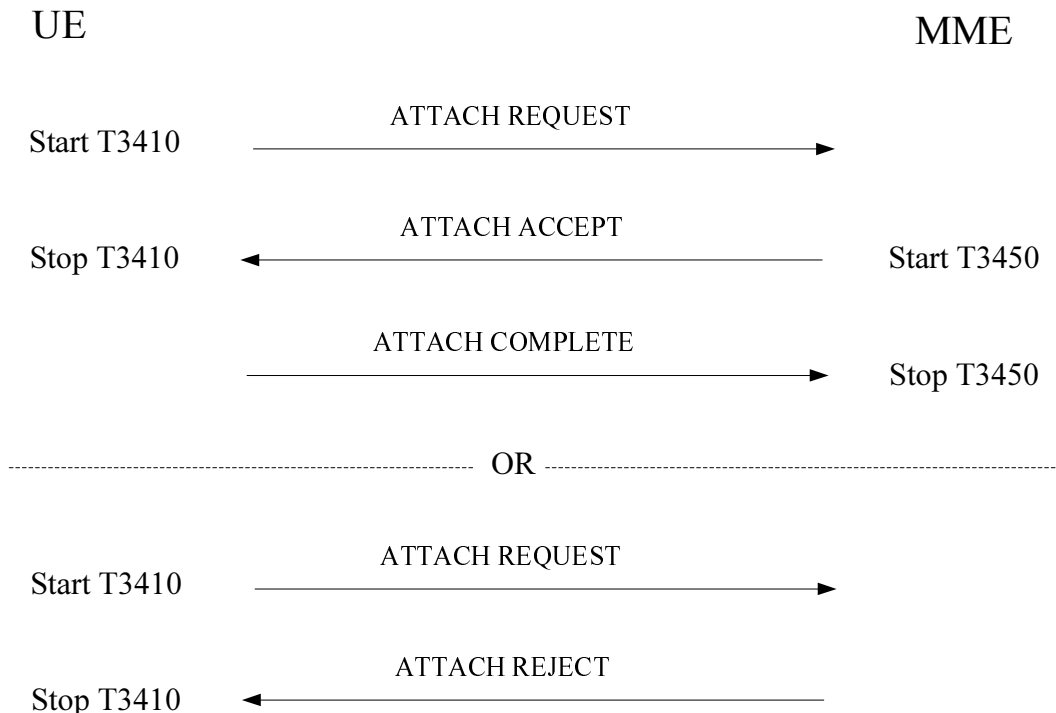 UE MME
ATTACH REQUEST
Start T3410
ATTACH ACCEPT
Stop T3410 Start T3450
ATTACH COMPLETE
Stop T3450
OR
ATTACH REQUEST
Start T3410
ATTACH REJECT
Stop T3410